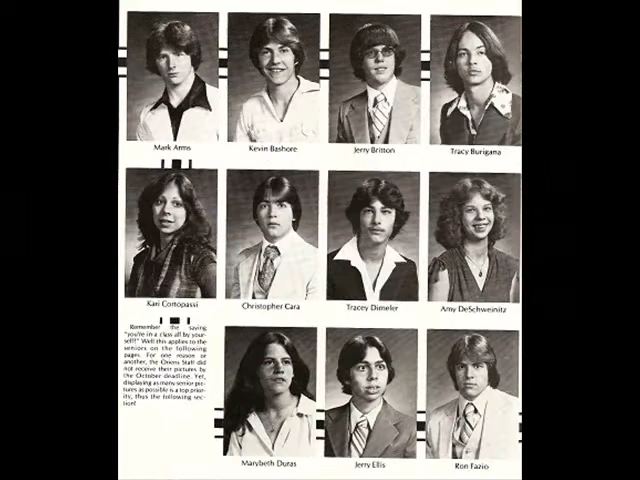 Mark Arms
Kevin Bashore
Jerry Britton
Tracy Burigana
Kari Cortopassi
Christopher Cara
Tracey Dimeler
Amy DeSchweinitz
Remember the saying
"you're in a class all by your-
self?" Well this applies to the
seniors on the following
pages. For one reason or
another, the Oriens Staff did
not receive their pictures by
the October deadline. Yet,
displaying as many senior pic-
tures as possible is a top prior-
ity, thus the following sec-
tion!
Marybeth Duras
Jerry Ellis
Ron Fazio